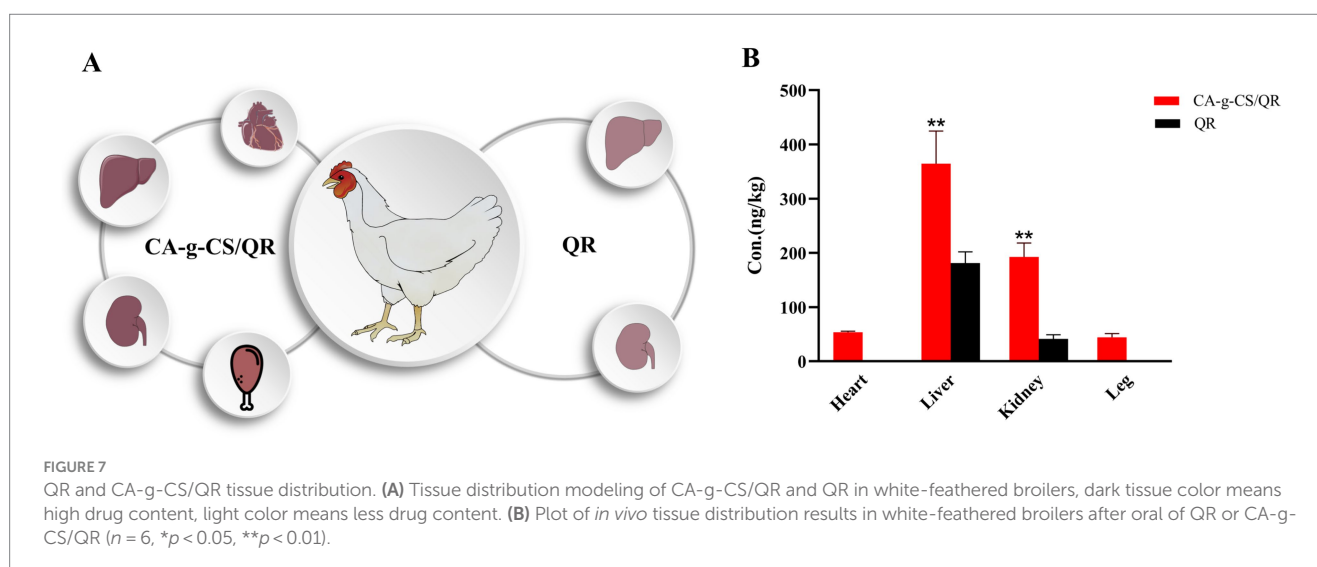 A
CA-g-CS/QR
QR
B
500
400
300
200
100
0
Con.(ng/kg)
**
**
CA-g-CS/QR
QR
Heart
Liver
Kidney
Leg
FIGURE 7
QR and CA-g-CS/QR tissue distribution. (A) Tissue distribution modeling of CA-g-CS/QR and QR in white-feathered broilers, dark tissue color means
high drug content, light color means less drug content. (B) Plot of in vivo tissue distribution results in white-feathered broilers after oral of QR or CA-g-
CS/QR (n = 6, *p < 0.05, **p < 0.01).